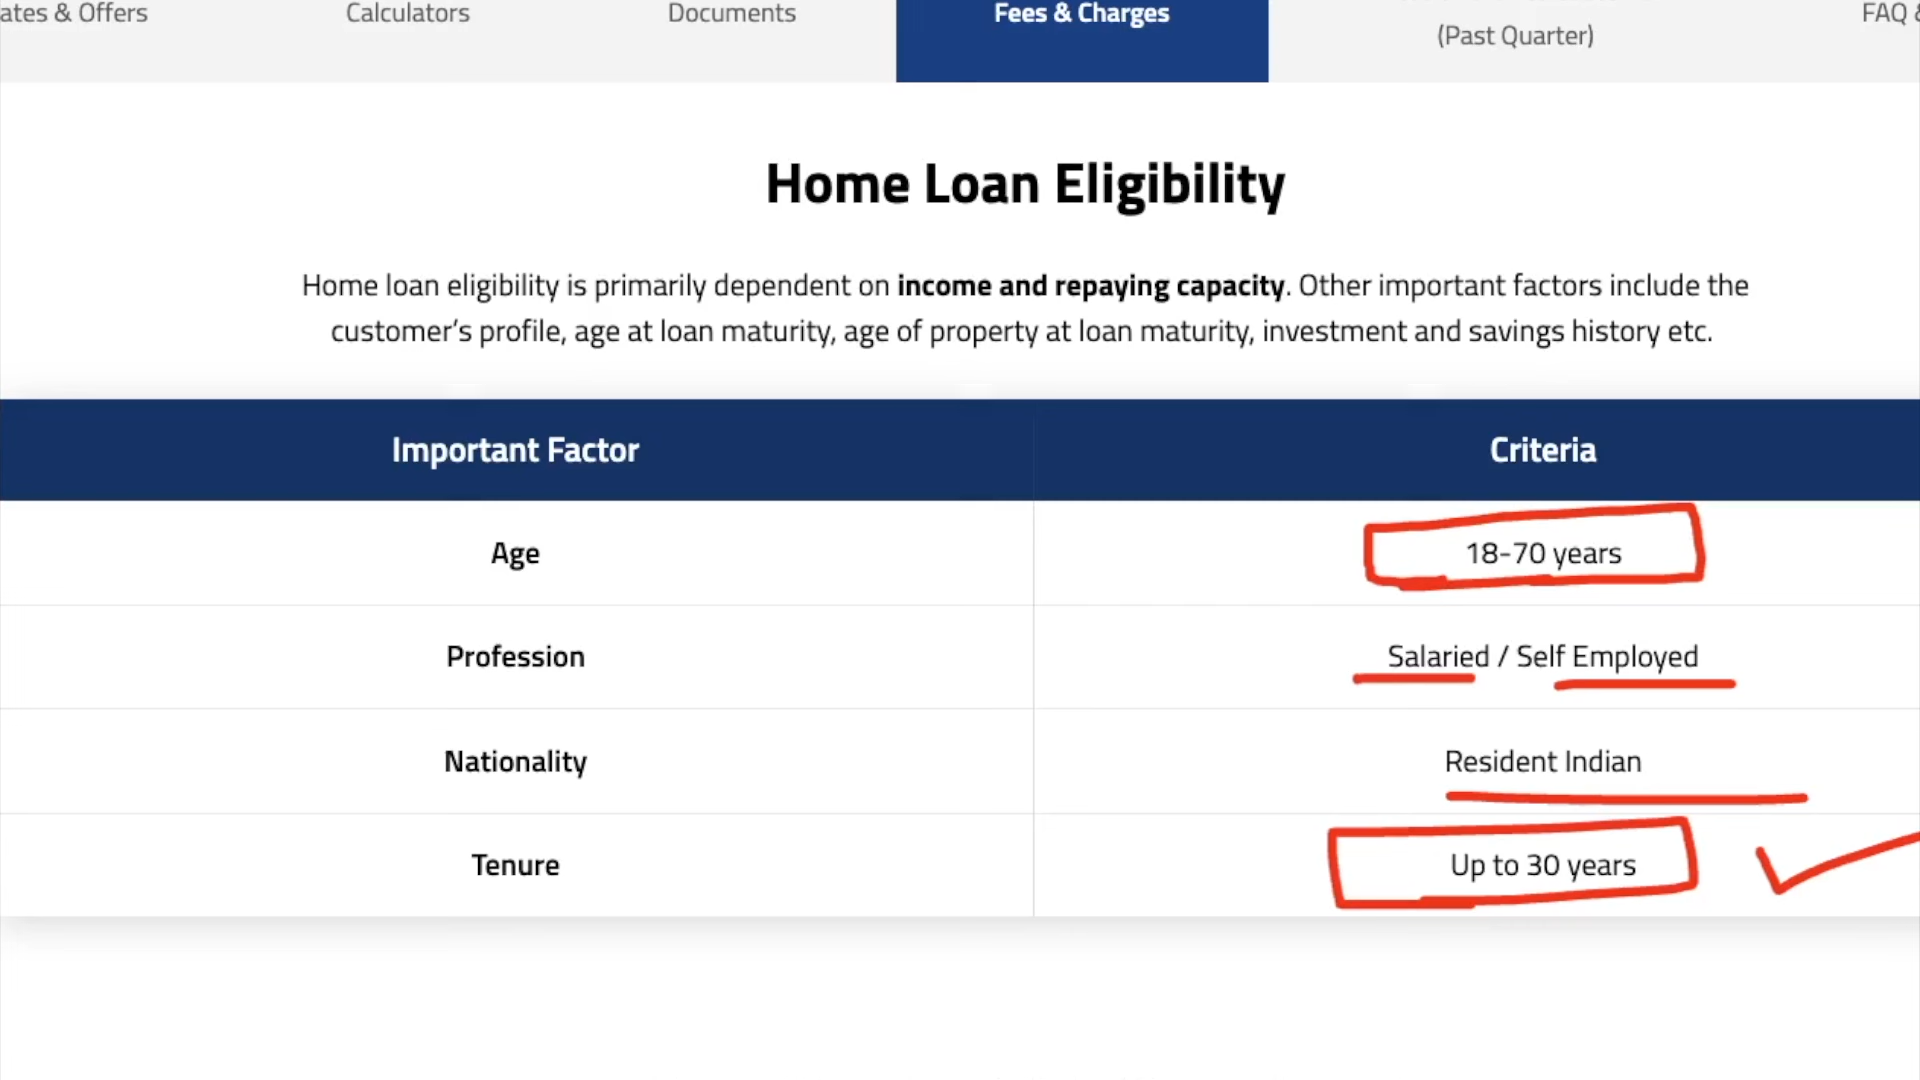 ates & Offers
Calculators
Documents
Fees & Charges
(Past Quarter)
FAQ &
Home Loan Eligibility
Home loan eligibility is primarily dependent on income and repaying capacity. Other important factors include the
customer's profile, age at loan maturity, age of property at loan maturity, investment and savings history etc.
Important Factor
Criteria
Age
18-70 years
Profession
Salaried / Self Employed
Nationality
Resident Indian
Tenure
Up to 30 years